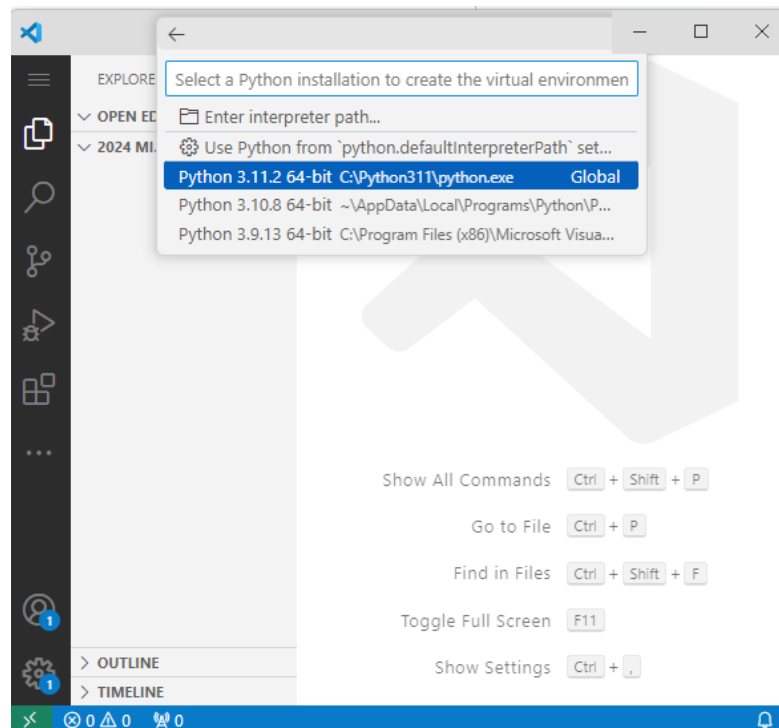 Select a Python installation to create the virtual environmen
EXPLORE
Enter interpreter path...
OPEN ED
Use Python from `python.defaultInterpreterPath` set...
2024 MI.
Python 3.11.2 64-bit C:\Python311\python.exe Global
Python 3.10.8 64-bit ~\AppData\Local\Programs\Python\P...
Python 3.9.13 64-bit C:\Program Files (x86)\Microsoft Visua...
Show All Commands Ctrl + Shift + P
Go to File Ctrl + P
Find in Files Ctrl + Shift + F
Toggle Full Screen F11
Show Settings Ctrl + ,
1
OUTLINE
1
TIMELINE
0 0 0